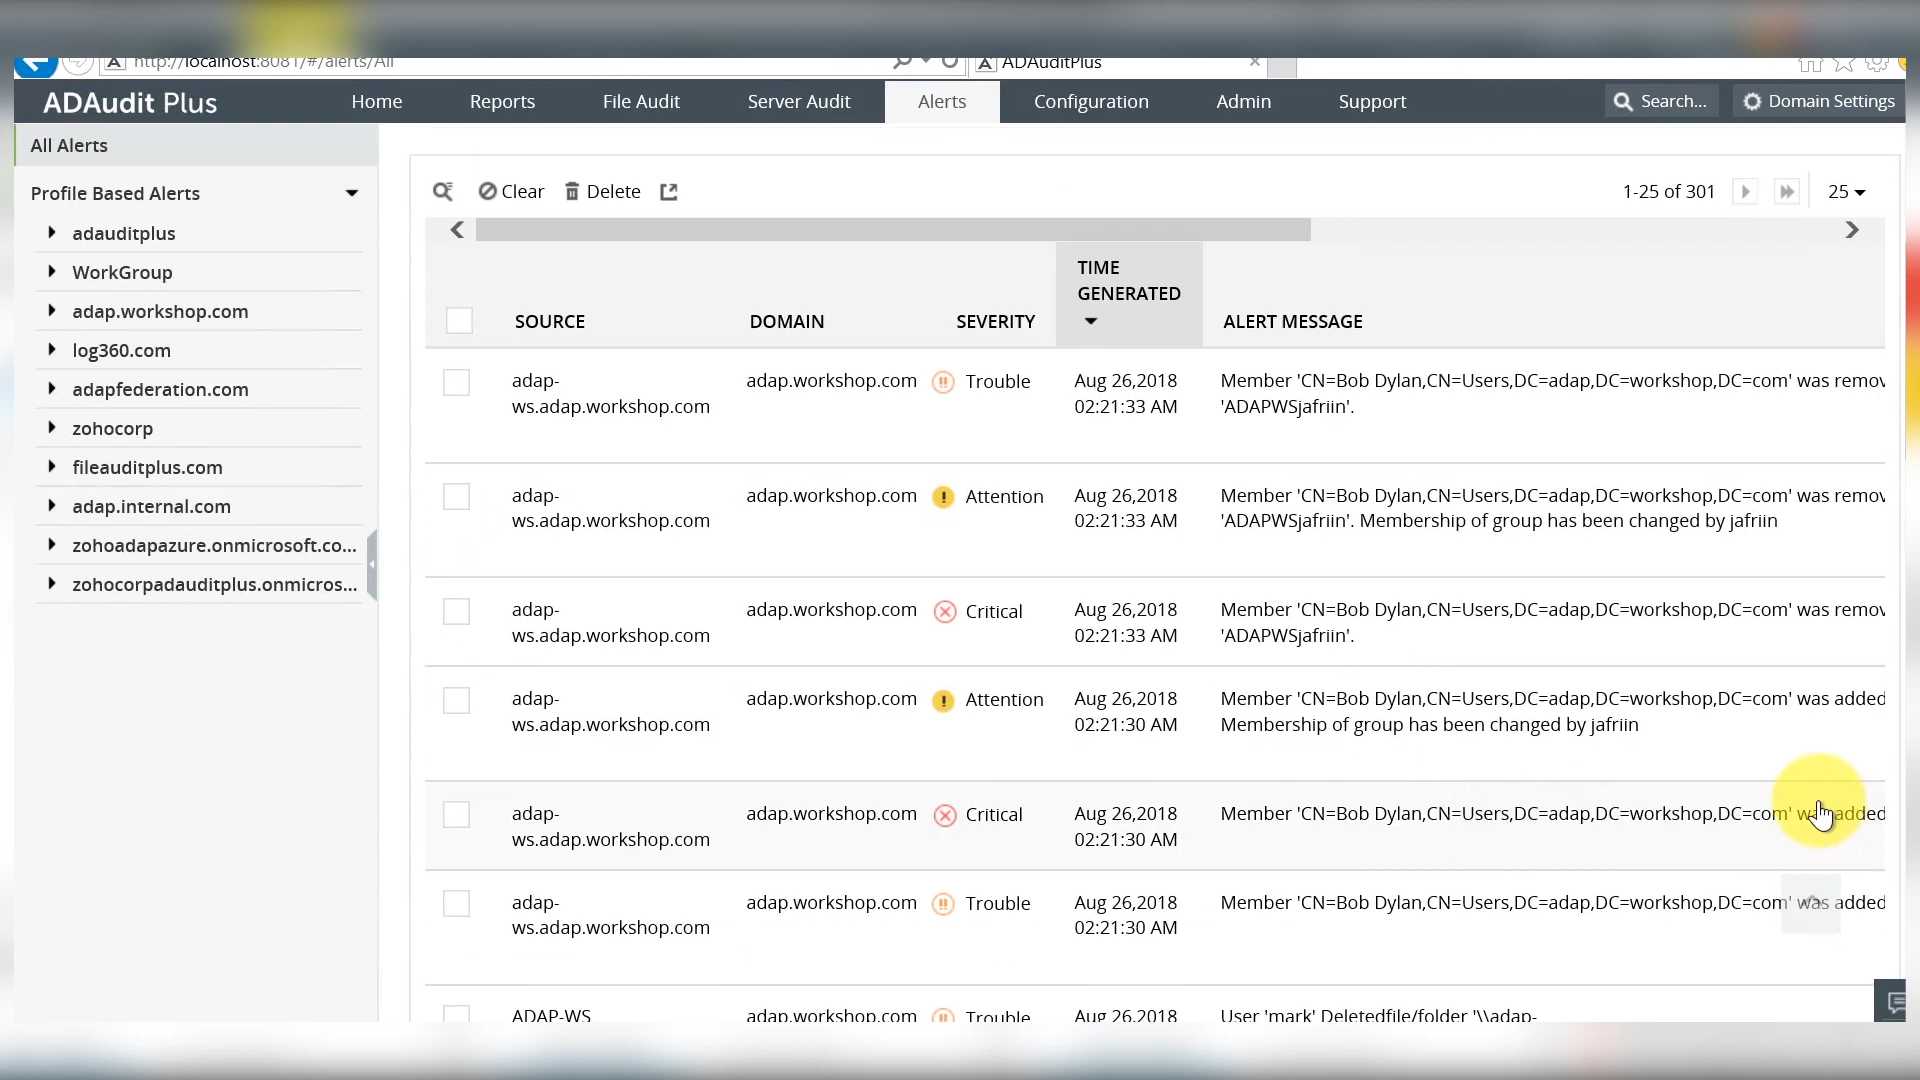 http://localhost:8081/#/alerts/All
ADAuditPlus
ADAudit Plus
Home
Reports
File Audit
Server Audit
Alerts
Configuration
Admin
Support
Search...
Domain Settings
All Alerts
Profile Based Alerts
adauditplus
WorkGroup
adap.workshop.com
log360.com
adapfederation.com
zohocorp
fileauditplus.com
adap.internal.com
zohoadapazure.onmicrosoft.co...
zohocorpadauditplus.onmicros...
Clear
Delete
1-25 of 301
25
SOURCE
DOMAIN
SEVERITY
TIME
GENERATED
ALERT MESSAGE
adap-
ws.adap.workshop.com
adap.workshop.com
Trouble
Aug 26,2018
02:21:33 AM
Member 'CN=Bob Dylan,CN=Users,DC=adap,DC=workshop,DC=com' was remov
'ADAPWSjafriin'.
adap-
ws.adap.workshop.com
adap.workshop.com
Attention
Aug 26,2018
02:21:33 AM
Member 'CN=Bob Dylan,CN=Users,DC=adap,DC=workshop,DC=com' was remov
'ADAPWSjafriin'. Membership of group has been changed by jafriin
adap-
ws.adap.workshop.com
adap.workshop.com
Critical
Aug 26,2018
02:21:33 AM
Member 'CN=Bob Dylan,CN=Users,DC=adap,DC=workshop,DC=com' was remov
'ADAPWSjafriin'.
adap-
ws.adap.workshop.com
adap.workshop.com
Attention
Aug 26,2018
02:21:30 AM
Member 'CN=Bob Dylan,CN=Users,DC=adap,DC=workshop,DC=com' was added
Membership of group has been changed by jafriin
adap-
ws.adap.workshop.com
adap.workshop.com
Critical
Aug 26,2018
02:21:30 AM
Member 'CN=Bob Dylan,CN=Users,DC=adap,DC=workshop,DC=com' was added
adap-
ws.adap.workshop.com
adap.workshop.com
Trouble
Aug 26,2018
02:21:30 AM
Member 'CN=Bob Dylan,CN=Users,DC=adap,DC=workshop,DC=com' was added
ADAP-WS
adap.workshop.com
Trouble
Aug 26,2018
User 'mark' Deletedfile/folder '\\adap-